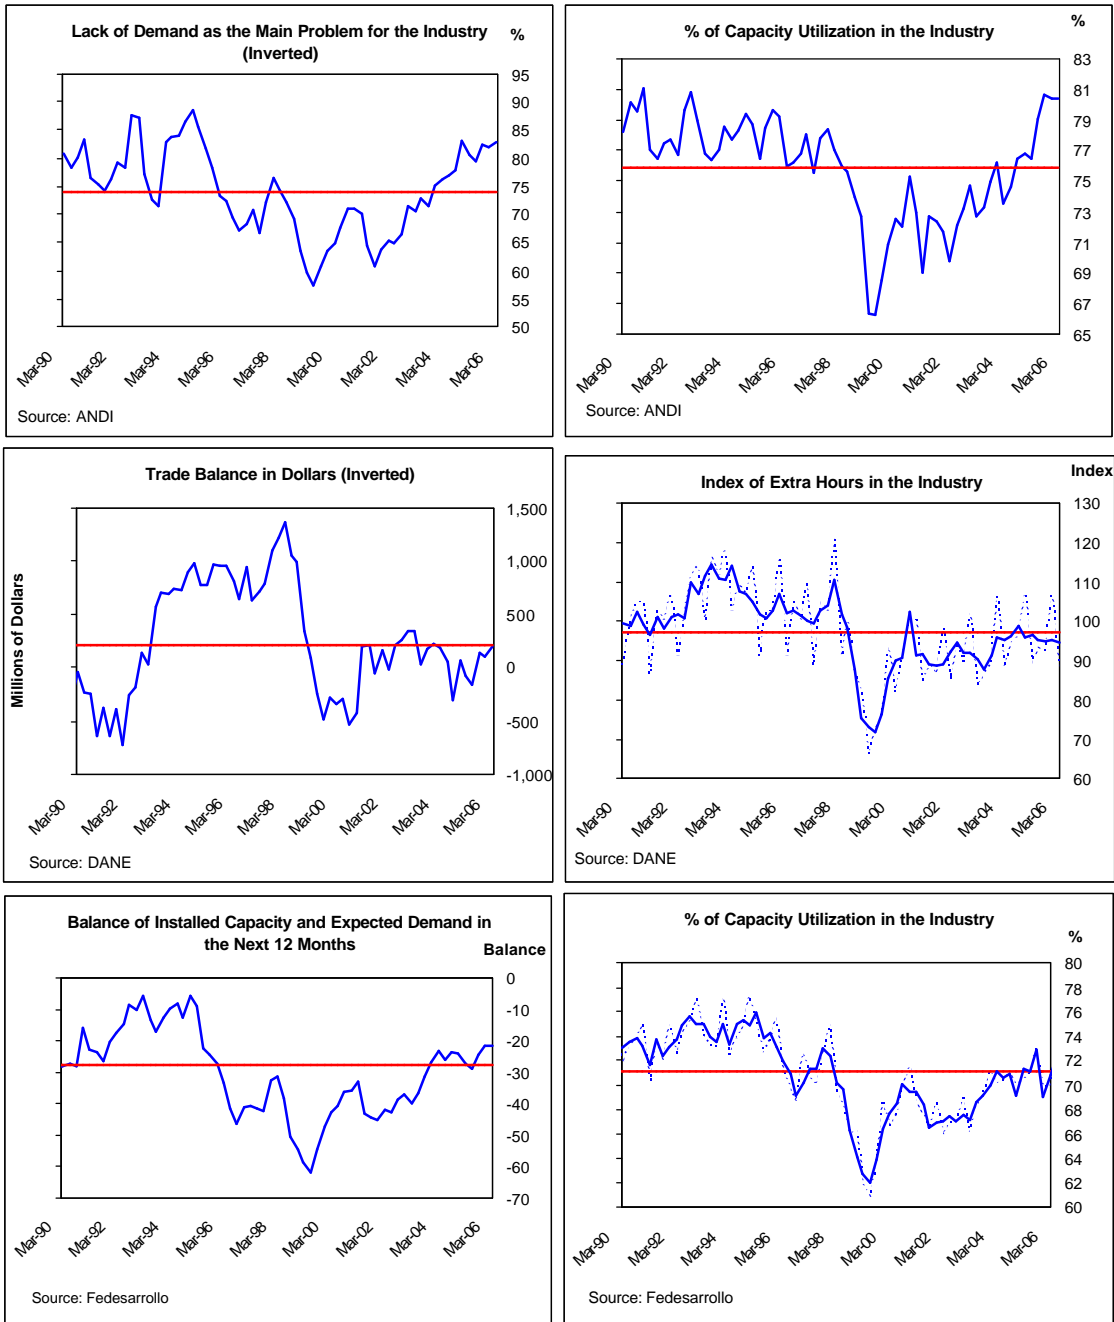 Lack of Demand as the Main Problem for the Industry
(Inverted)
%
95
90
85
80
75
70
65
60
55
50
Mar-90
Mar-92
Mar-94
Mar-96
Mar-98
Mar-00
Mar-02
Mar-04
Mar-06
Source: ANDI
% of Capacity Utilization in the Industry
%
83
81
79
77
75
73
71
69
67
65
Mar-90
Mar-92
Mar-94
Mar-96
Mar-98
Mar-00
Mar-02
Mar-04
Mar-06
Source: ANDI
Trade Balance in Dollars (Inverted)
Millions of Dollars
1,500
1,000
500
0
-500
-1,000
Mar-90
Mar-92
Mar-94
Mar-96
Mar-98
Mar-00
Mar-02
Mar-04
Mar-06
Source: DANE
Index of Extra Hours in the Industry
Index
130
120
110
100
90
80
70
60
Mar-90
Mar-92
Mar-94
Mar-96
Mar-98
Mar-00
Mar-02
Mar-04
Mar-06
Source: DANE
Balance of Installed Capacity and Expected Demand in
the Next 12 Months
Balance
0
-10
-20
-30
-40
-50
-60
-70
Mar-90
Mar-92
Mar-94
Mar-96
Mar-98
Mar-00
Mar-02
Mar-04
Mar-06
Source: Fedesarrollo
% of Capacity Utilization in the Industry
%
80
78
76
74
72
70
68
66
64
62
60
Mar-90
Mar-92
Mar-94
Mar-96
Mar-98
Mar-00
Mar-02
Mar-04
Mar-06
Source: Fedesarrollo